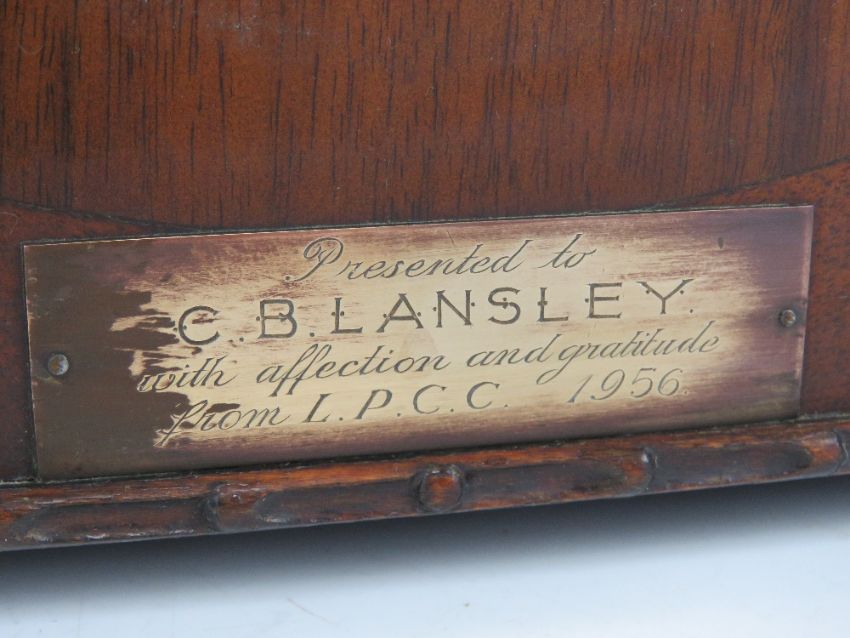 Presented to
C.B.LANSLEY.
with affection and gratitude
from L.P.C.C. 1956.